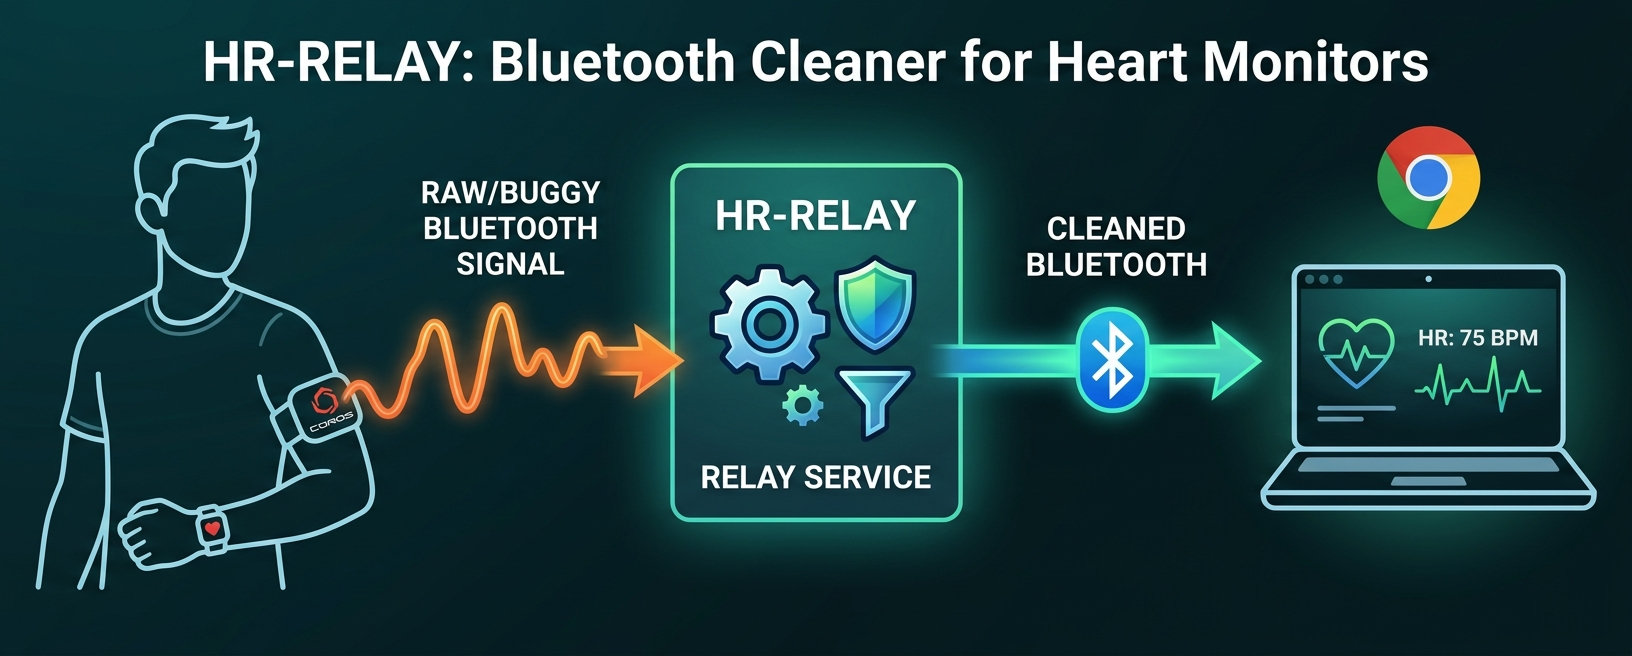 HR-RELAY: Bluetooth Cleaner for Heart Monitors
RAW/BUGGY
BLUETOOTH
SIGNAL
HR-RELAY
RELAY SERVICE
CLEANED
BLUETOOTH
HR: 75 BPM
COROS